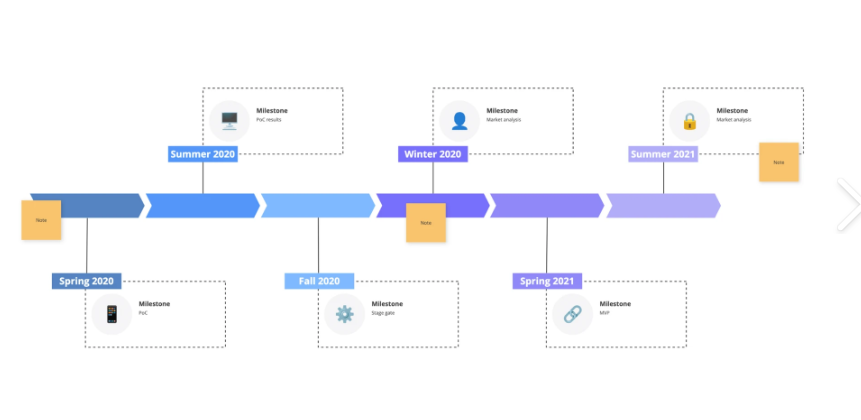 Milestone
PoC results
Summer 2020
Milestone
Market analysis
Winter 2020
Milestone
Market analysis
Summer 2021
Note
Note
Note
Spring 2020
Milestone
PoC
Fall 2020
Milestone
Stage gate
Spring 2021
Milestone
MVP